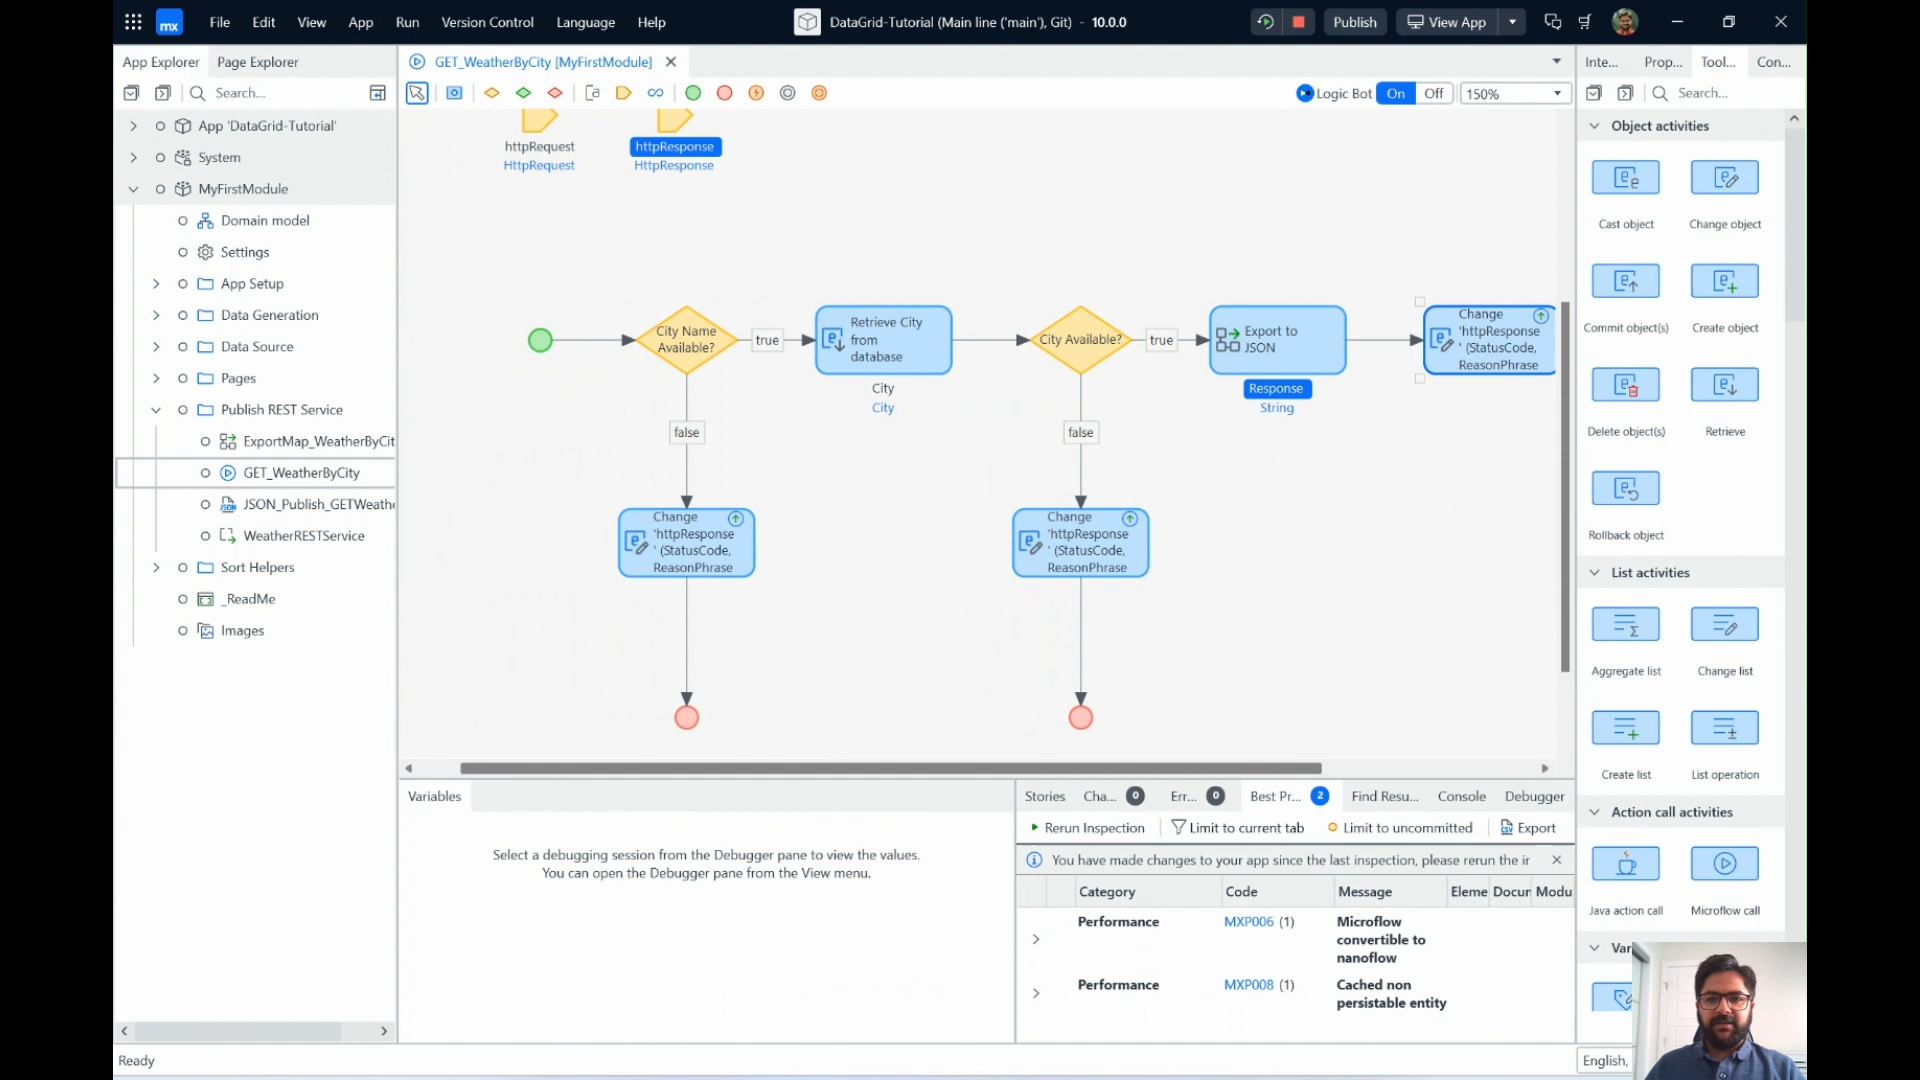 mx
File
Edit
View
App
Run
Version Control
Language
Help
DataGrid-Tutorial (Main line ('main'), Git) - 10.0.0
Publish
View App
App Explorer
Page Explorer
GET_WeatherByCity [MyFirstModule]
Inte...
Prop...
Tool...
Con...
Search...
Logic Bot
On
Off
150%
Search...
App 'DataGrid-Tutorial'
System
MyFirstModule
Domain model
Settings
App Setup
Data Generation
Data Source
Pages
Publish REST Service
ExportMap_WeatherByCit
GET_WeatherByCity
JSON_Publish_GETWeath
WeatherRESTService
Sort Helpers
_ReadMe
Images
httpRequest
HttpRequest
httpResponse
HttpResponse
City Name
Available?
true
Retrieve City
from
database
City
City
City Available?
true
Export to
JSON
Response
String
Change
'httpResponse
' (StatusCode,
ReasonPhrase
false
false
Change
'httpResponse
' (StatusCode,
ReasonPhrase
Change
'httpResponse
' (StatusCode,
ReasonPhrase
Object activities
Cast object
Change object
Commit object(s)
Create object
Delete object(s)
Retrieve
Rollback object
List activities
Aggregate list
Change list
Create list
List operation
Action call activities
Java action call
Microflow call
Var
Variables
Select a debugging session from the Debugger pane to view the values.
You can open the Debugger pane from the View menu.
Stories
Cha... 0
Err... 0
Best Pr... 2
Find Resu...
Console
Debugger
Rerun Inspection
Limit to current tab
Limit to uncommitted
Export
You have made changes to your app since the last inspection, please rerun the ir
Category
Code
Message
Eleme
Docur
Modu
Performance
MXP006 (1)
Microflow
convertible to
nanoflow
Performance
MXP008 (1)
Cached non
persistable entity
Ready
English,